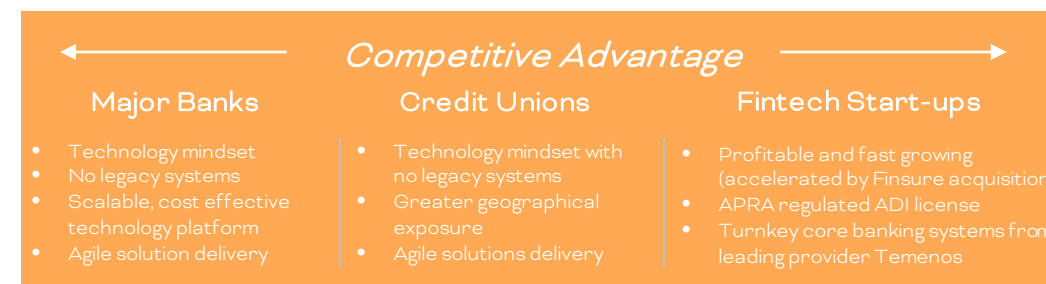 Competitive Advantage
Major Banks
• Technology mindset
• No legacy systems
• Scalable, cost effective
technology platform
• Agile solution delivery
Credit Unions
• Technology mindset with
no legacy systems
• Greater geographical
exposure
• Agile solutions delivery
Fintech Start-ups
• Profitable and fast growing
(accelerated by Finsure acquisition
• APRA regulated ADI license
• Turnkey core banking systems from
leading provider Temenos